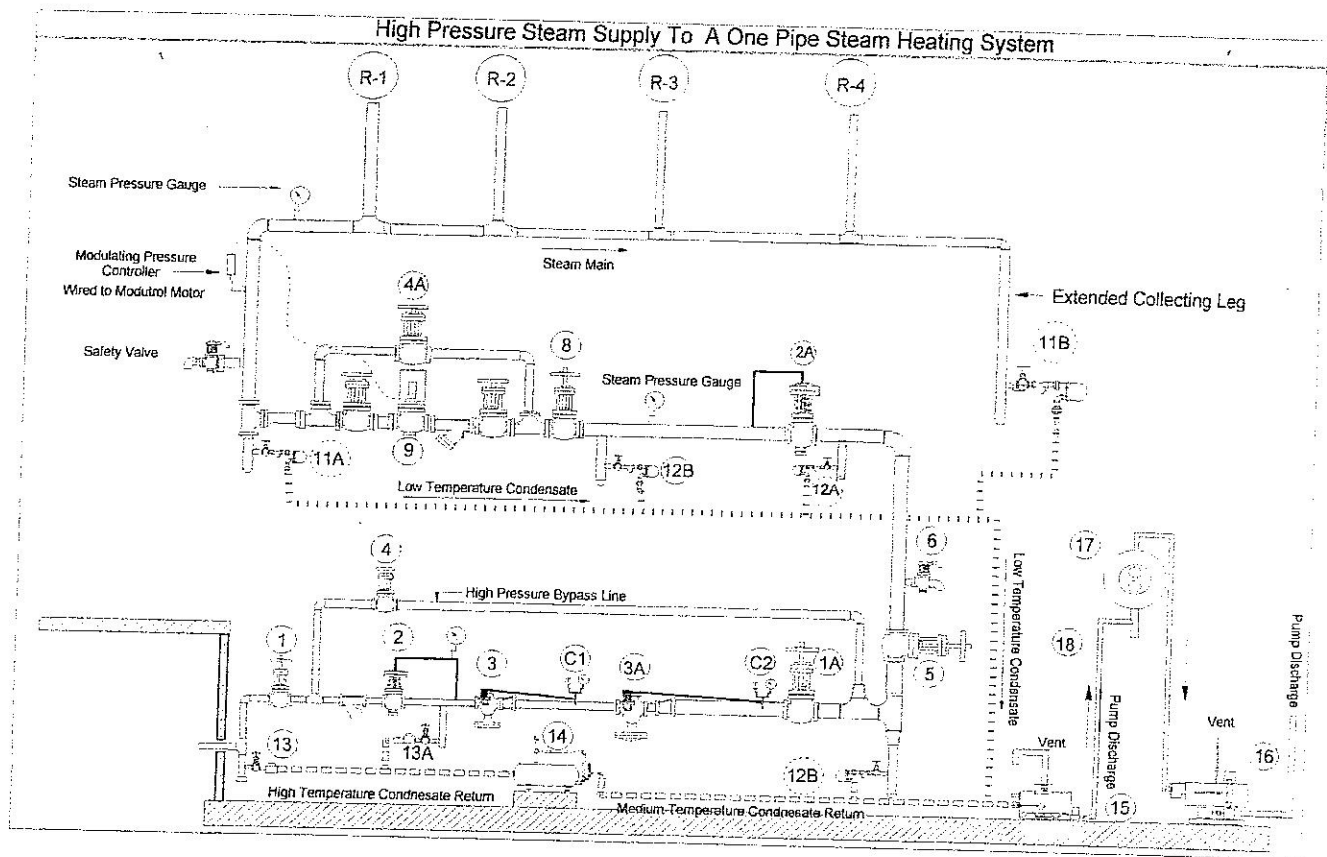 High Pressure Steam Supply To A One Pipe Steam Heating System
R-1
R-2
R-3
R-4
Steam Pressure Gauge
Steam Main
Modulating Pressure
Controller
Wired to Modutrol Motor
4A
Extended Collecting Leg
Safety Valve
8
Steam Pressure Gauge
2A
11B
11A
9
12B
12A
Low Temperature Condensate
6
17
4
High Pressure Bypass Line
Low Temperature Condensate
18
Pump Discharge
Pump Discharge
1
2
3
C1
3A
C2
1A
5
Vent
Vent
16
13
13A
14
12B
15
High Temperature Condnesate Return
Medium-Temperature Condnesate Return